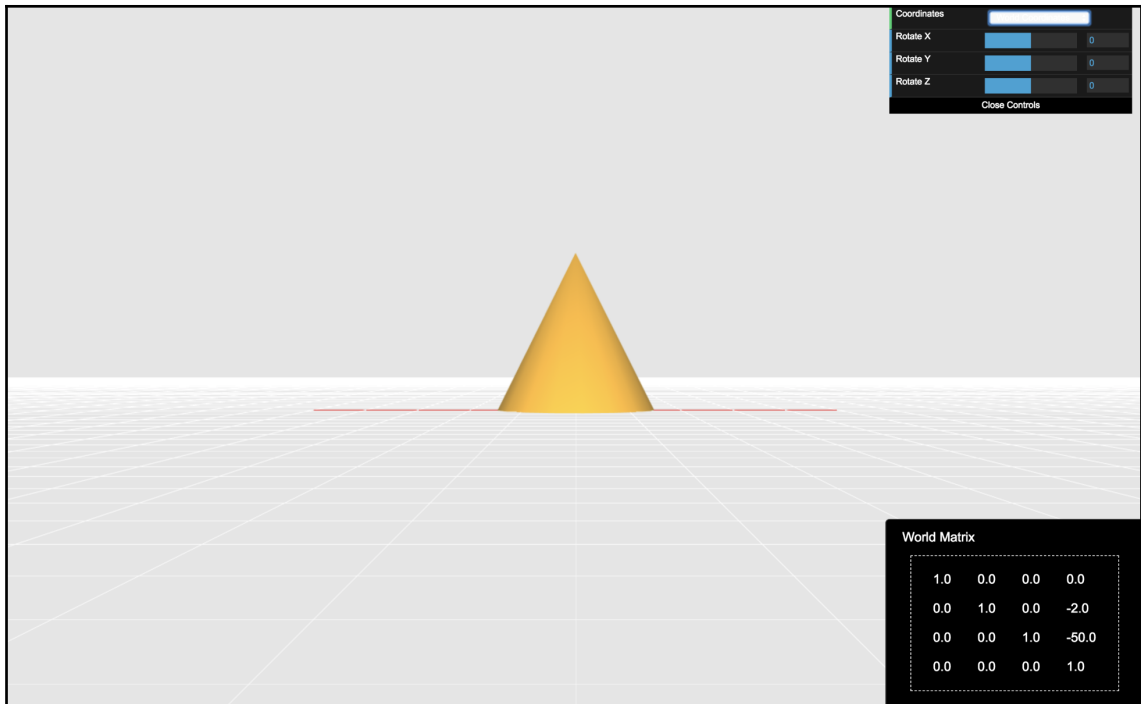 Coordinates
Rotate X 0
Rotate Y 0
Rotate Z 0
Close Controls
World Matrix
1.0 0.0 0.0 0.0
0.0 1.0 0.0 -2.0
0.0 0.0 1.0 -50.0
0.0 0.0 0.0 1.0